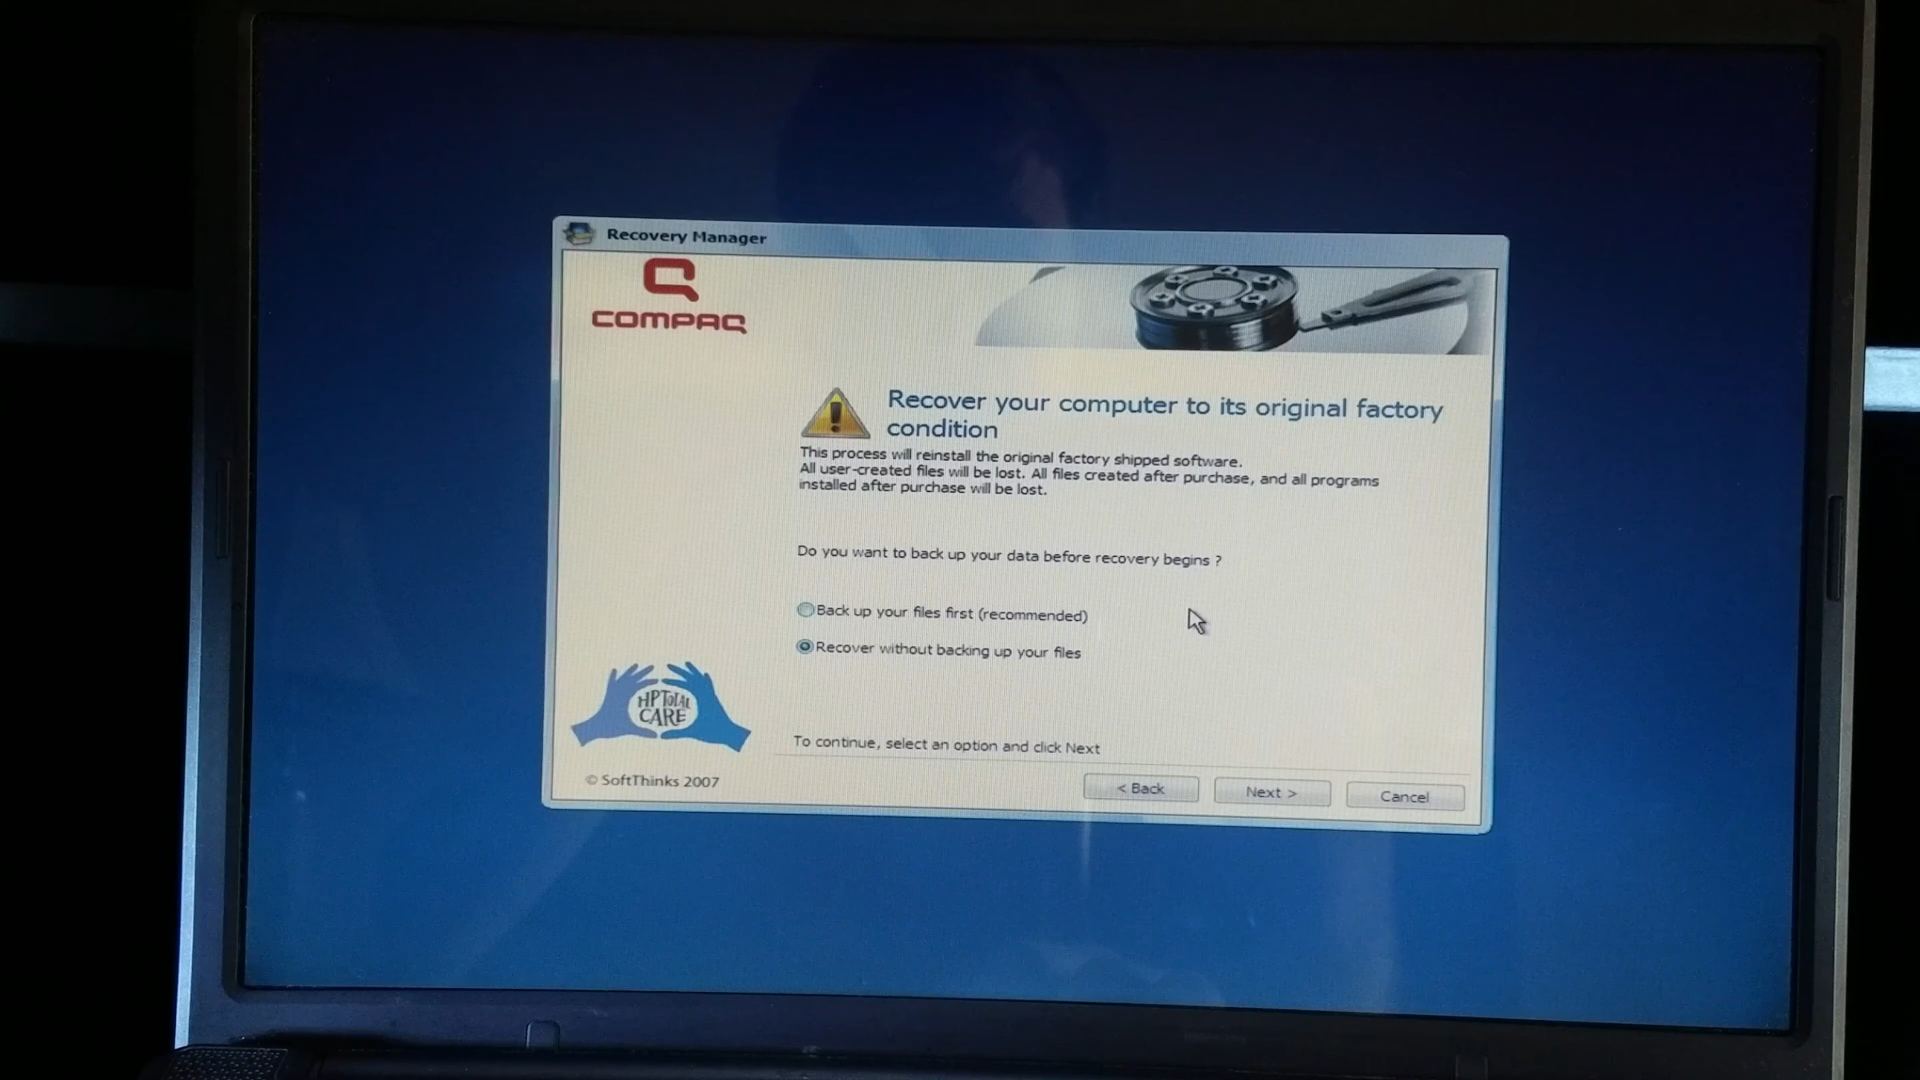 Recovery Manager
COMPAQ
Recover your computer to its original factory
condition
This process will reinstall the original factory shipped software.
All user-created files will be lost. All files created after purchase, and all programs
installed after purchase will be lost.
Do you want to back up your data before recovery begins ?
Back up your files first (recommended)
Recover without backing up your files
HP TOTAL
CARE
To continue, select an option and click Next
© SoftThinks 2007
< Back
Next >
Cancel